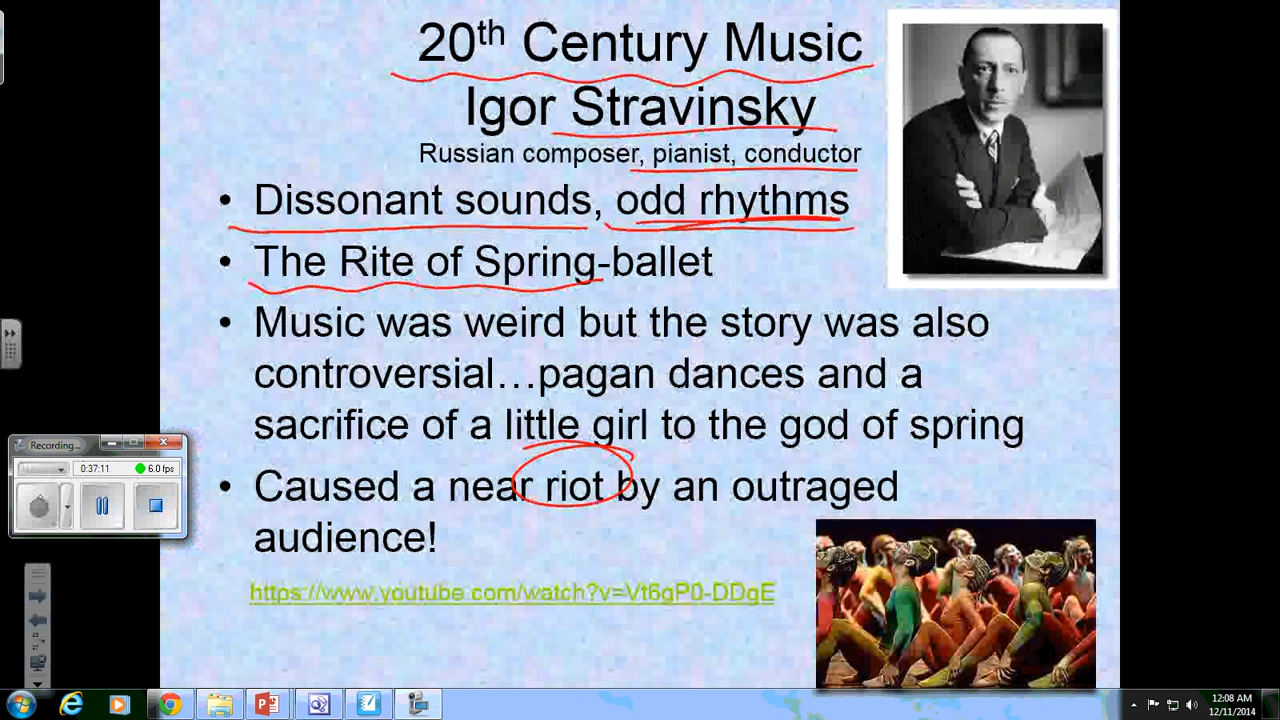 20th Century Music
Igor Stravinsky
Russian composer, pianist, conductor
• Dissonant sounds, odd rhythms
• The Rite of Spring-ballet
• Music was weird but the story was also
controversial…pagan dances and a
sacrifice of a little girl to the god of spring
• Caused a near riot by an outraged
audience!
https://www.youtube.com/watch?v=Vt6gP0-DDgE
Recording...
0:37:11 6.0 fps
12:08 AM
12/11/2014